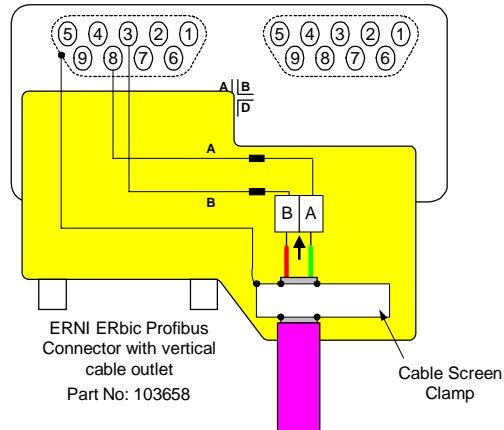 5 4 3 2 1
9 8 7 6
5 4 3 2 1
9 8 7 6
A B
D
A
B
B A
ERNI ERbic Profibus
Connector with vertical
cable outlet
Part No: 103658
Cable Screen
Clamp